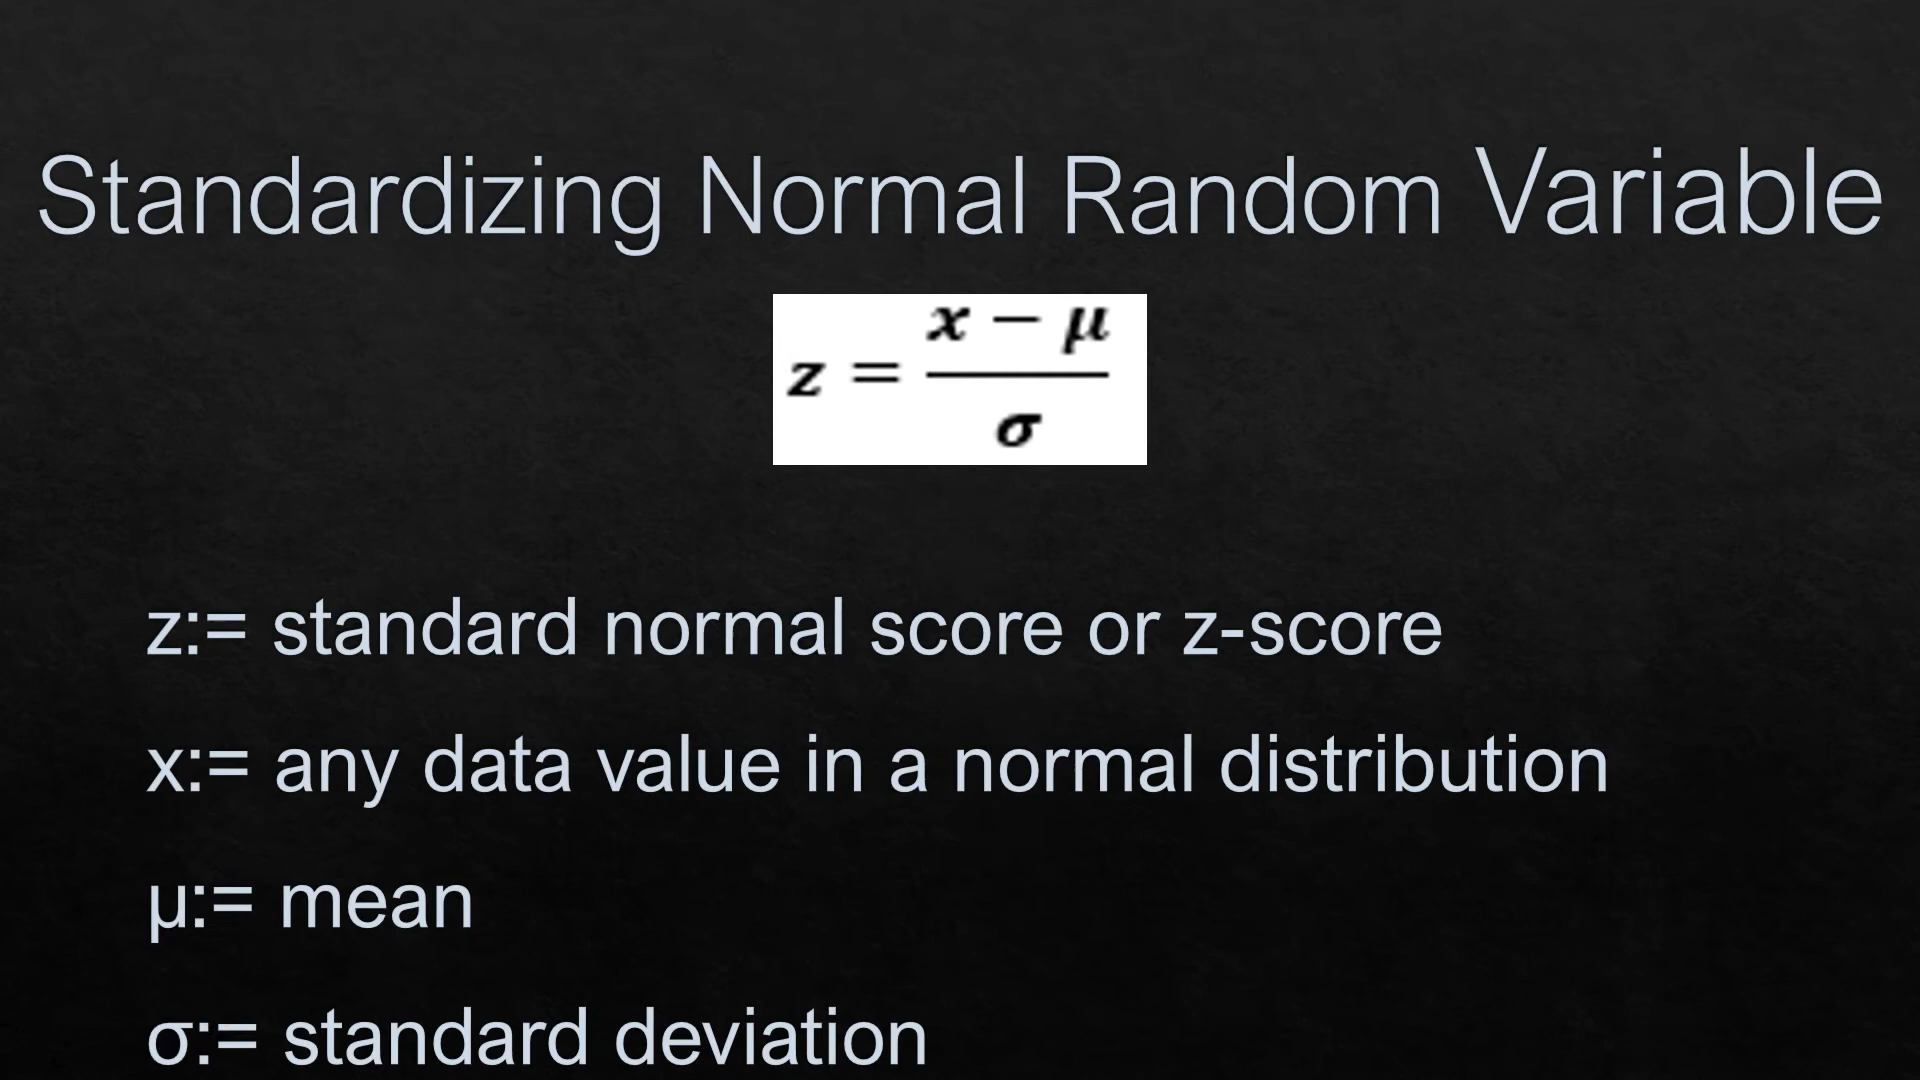 Standardizing Normal Random Variable
z = (x − μ) / σ
z:= standard normal score or z-score
x:= any data value in a normal distribution
μ:= mean
σ:= standard deviation